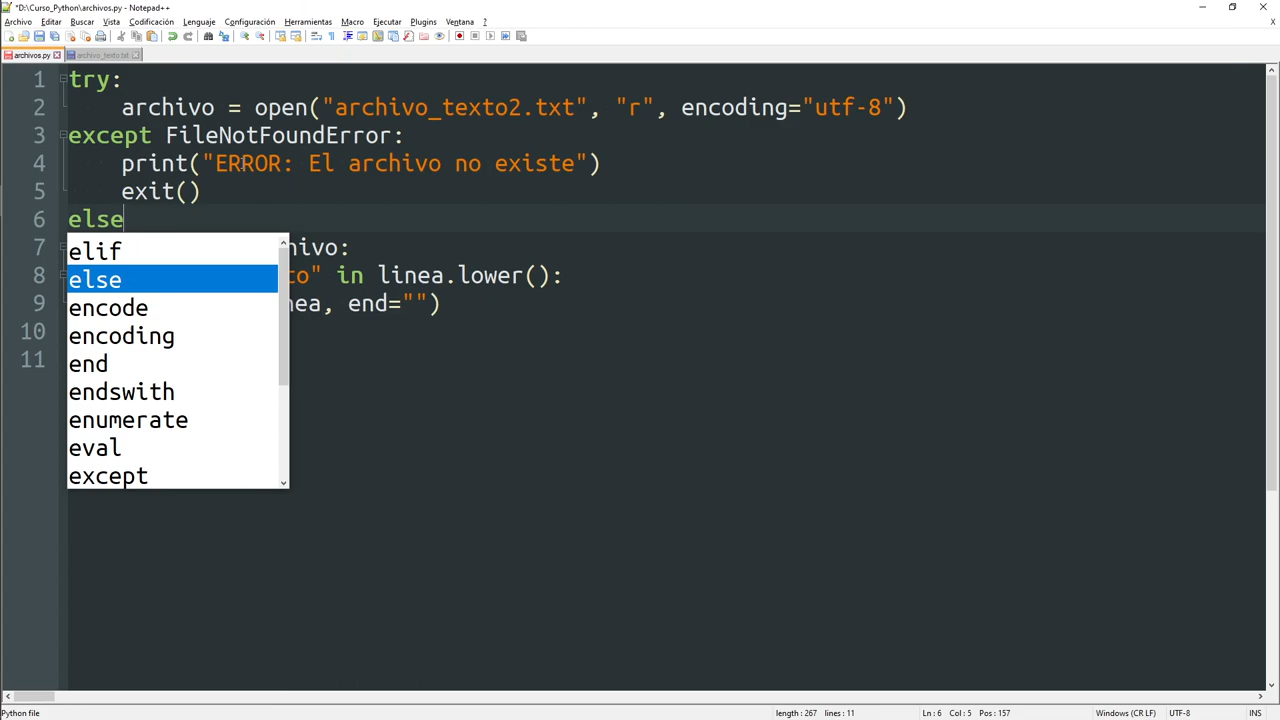 *D:\Curso_Python\archivos.py - Notepad++
Archivo Editar Buscar Vista Codificación Lenguaje Configuración Herramientas Macro Ejecutar Plugins Ventana ?
archivos.py archivo_texto.txt
1 try:
2 archivo = open("archivo_texto2.txt", "r", encoding="utf-8")
3 except FileNotFoundError:
4 print("ERROR: El archivo no existe")
5 exit()
6 else
7 hivo:
8 to" in linea.lower():
9 nea, end="")
10
11
elif
else
encode
encoding
end
endswith
enumerate
eval
except
Python file length : 267 lines : 11 Ln : 6 Col : 5 Pos : 157 Windows (CR LF) UTF-8 INS